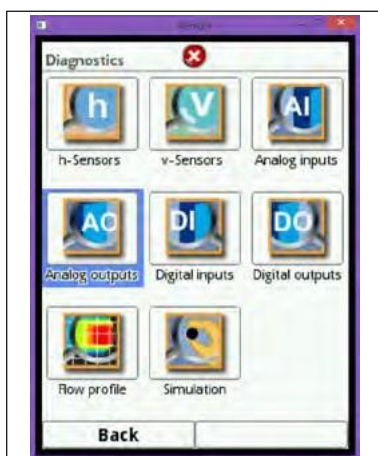 Diagnostics
h
V
AI
h-Sensors
v-Sensors
Analog inputs
AO
DI
DO
Analog outputs
Digital inputs
Digital outputs
Flow profile
Simulation
Back